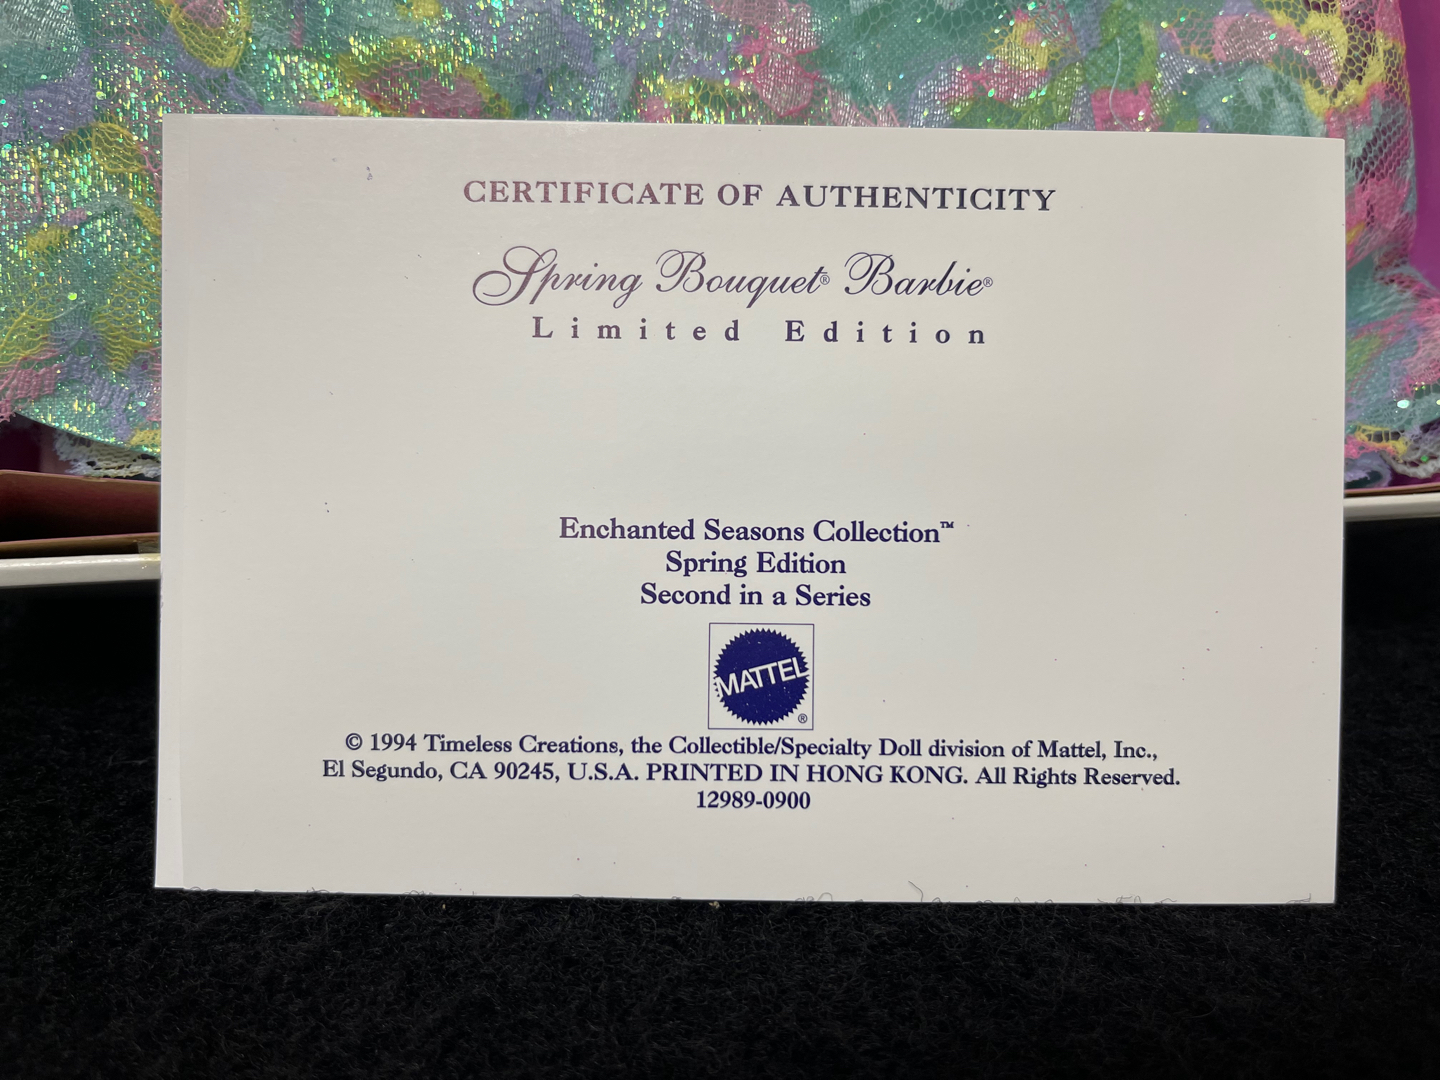 CERTIFICATE OF AUTHENTICITY
Spring Bouquet® Barbie®
Limited Edition
Enchanted Seasons Collection™
Spring Edition
Second in a Series
MATTEL
®
© 1994 Timeless Creations, the Collectible/Specialty Doll division of Mattel, Inc.,
El Segundo, CA 90245, U.S.A. PRINTED IN HONG KONG. All Rights Reserved.
12989-0900